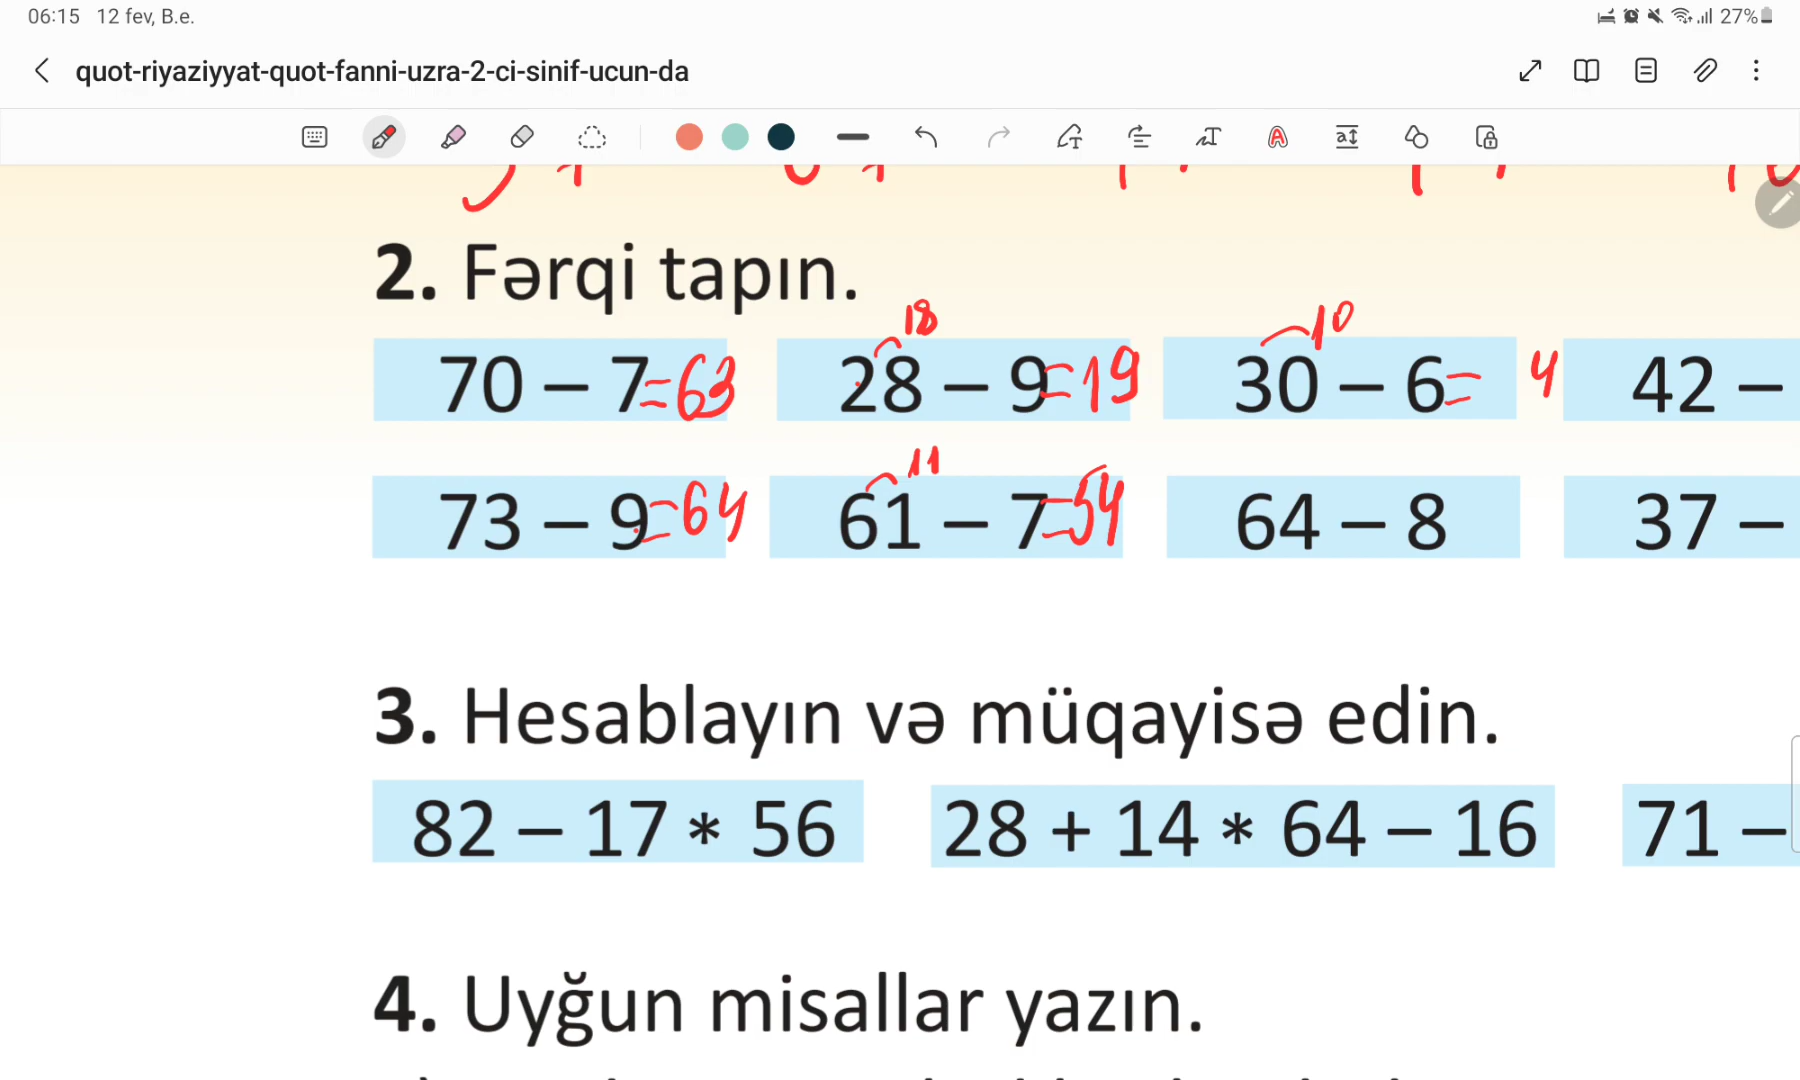 06:15 12 fev, B.e.
27%
quot-riyaziyyat-quot-fanni-uzra-2-ci-sinif-ucun-da
2. Fərqi tapın.
18
10
70 – 7 =63
28 – 9 =19
30 – 6 = 4
42 –
11
73 – 9 =64
61 – 7 =54
64 – 8
37 –
3. Hesablayın və müqayisə edin.
82 – 17 * 56
28 + 14 * 64 – 16
71 –
4. Uyğun misallar yazın.